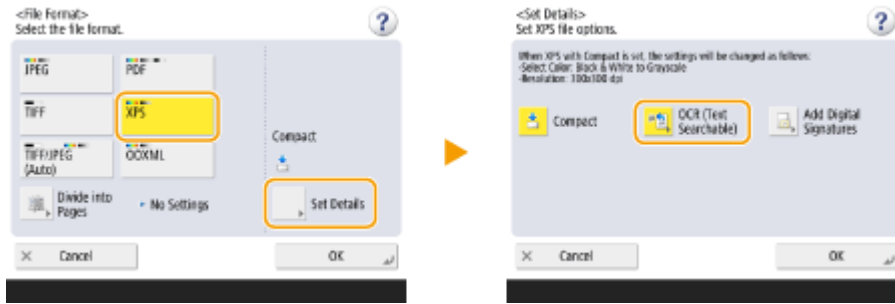 <File Format>
Select the file format.
?
JPEG
PDF
TIFF
XPS
Compact
TIFF/JPEG
(Auto)
OOXML
Divide into
Pages
No Settings
Set Details
Cancel
OK
<Set Details>
Set XPS file options.
?
When XPS with Compact is set, the settings will be changed as follows:
-Select Color: Black & White to Grayscale
-Resolution: 300x300 dpi
Compact
OCR (Text
Searchable)
Add Digital
Signatures
Cancel
OK